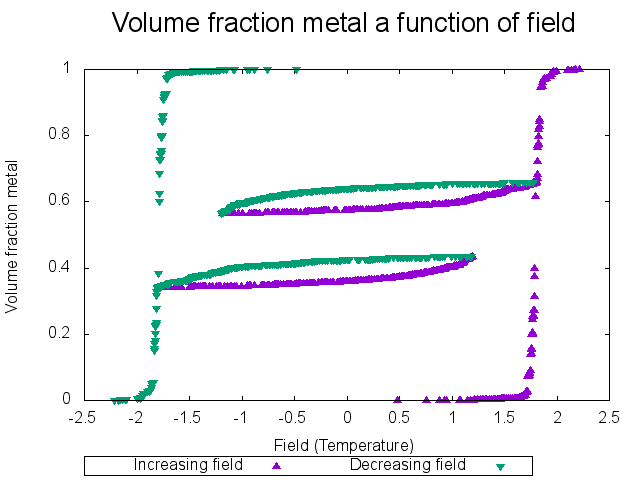 Volume fraction metal a function of field
1
0.8
0.6
0.4
0.2
0
Volume fraction metal
-2.5 -2 -1.5 -1 -0.5 0 0.5 1 1.5 2 2.5
Field (Temperature)
Increasing field Decreasing field